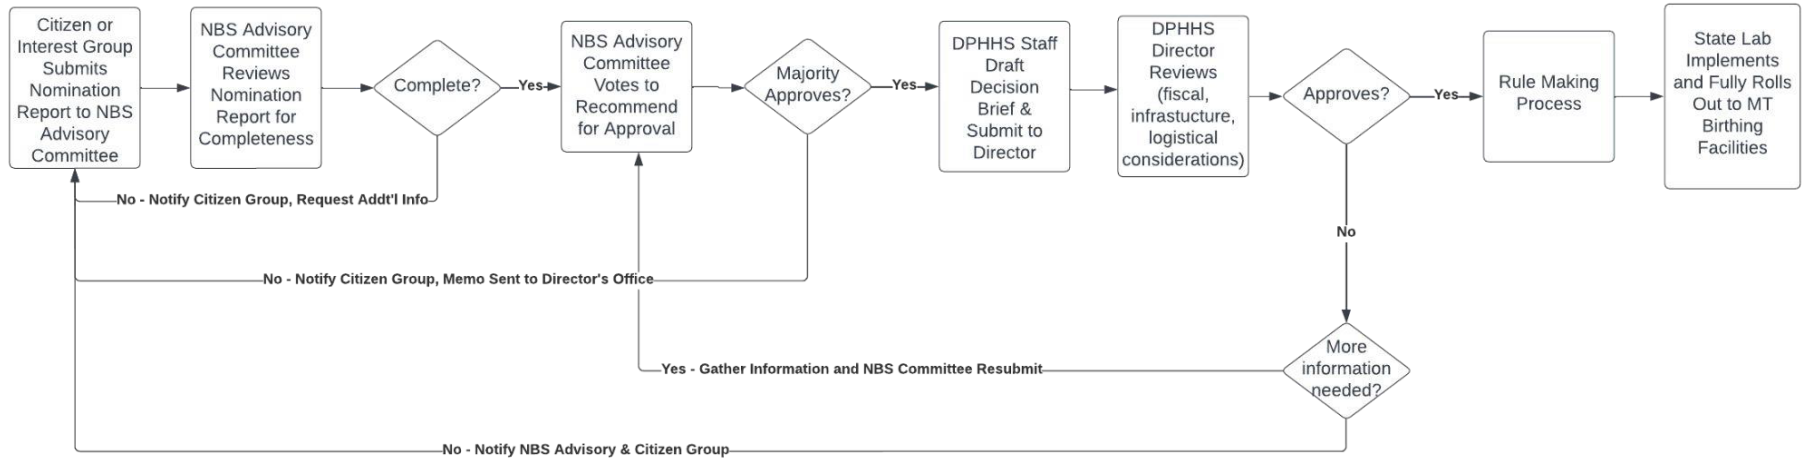 Citizen or
Interest Group
Submits
Nomination
Report to NBS
Advisory
Committee
NBS Advisory
Committee
Reviews
Nomination
Report for
Completeness
Complete?
Yes
NBS Advisory
Committee
Votes to
Recommend
for Approval
Majority
Approves?
Yes
DPHHS Staff
Draft
Decision
Brief &
Submit to
Director
DPHHS
Director
Reviews
(fiscal,
infrastucture,
logistical
considerations)
Approves?
Yes
Rule Making
Process
State Lab
Implements
and Fully Rolls
Out to MT
Birthing
Facilities
No - Notify Citizen Group, Request Addt'l Info
No
No - Notify Citizen Group, Memo Sent to Director's Office
More
information
needed?
Yes - Gather Information and NBS Committee Resubmit
No - Notify NBS Advisory & Citizen Group